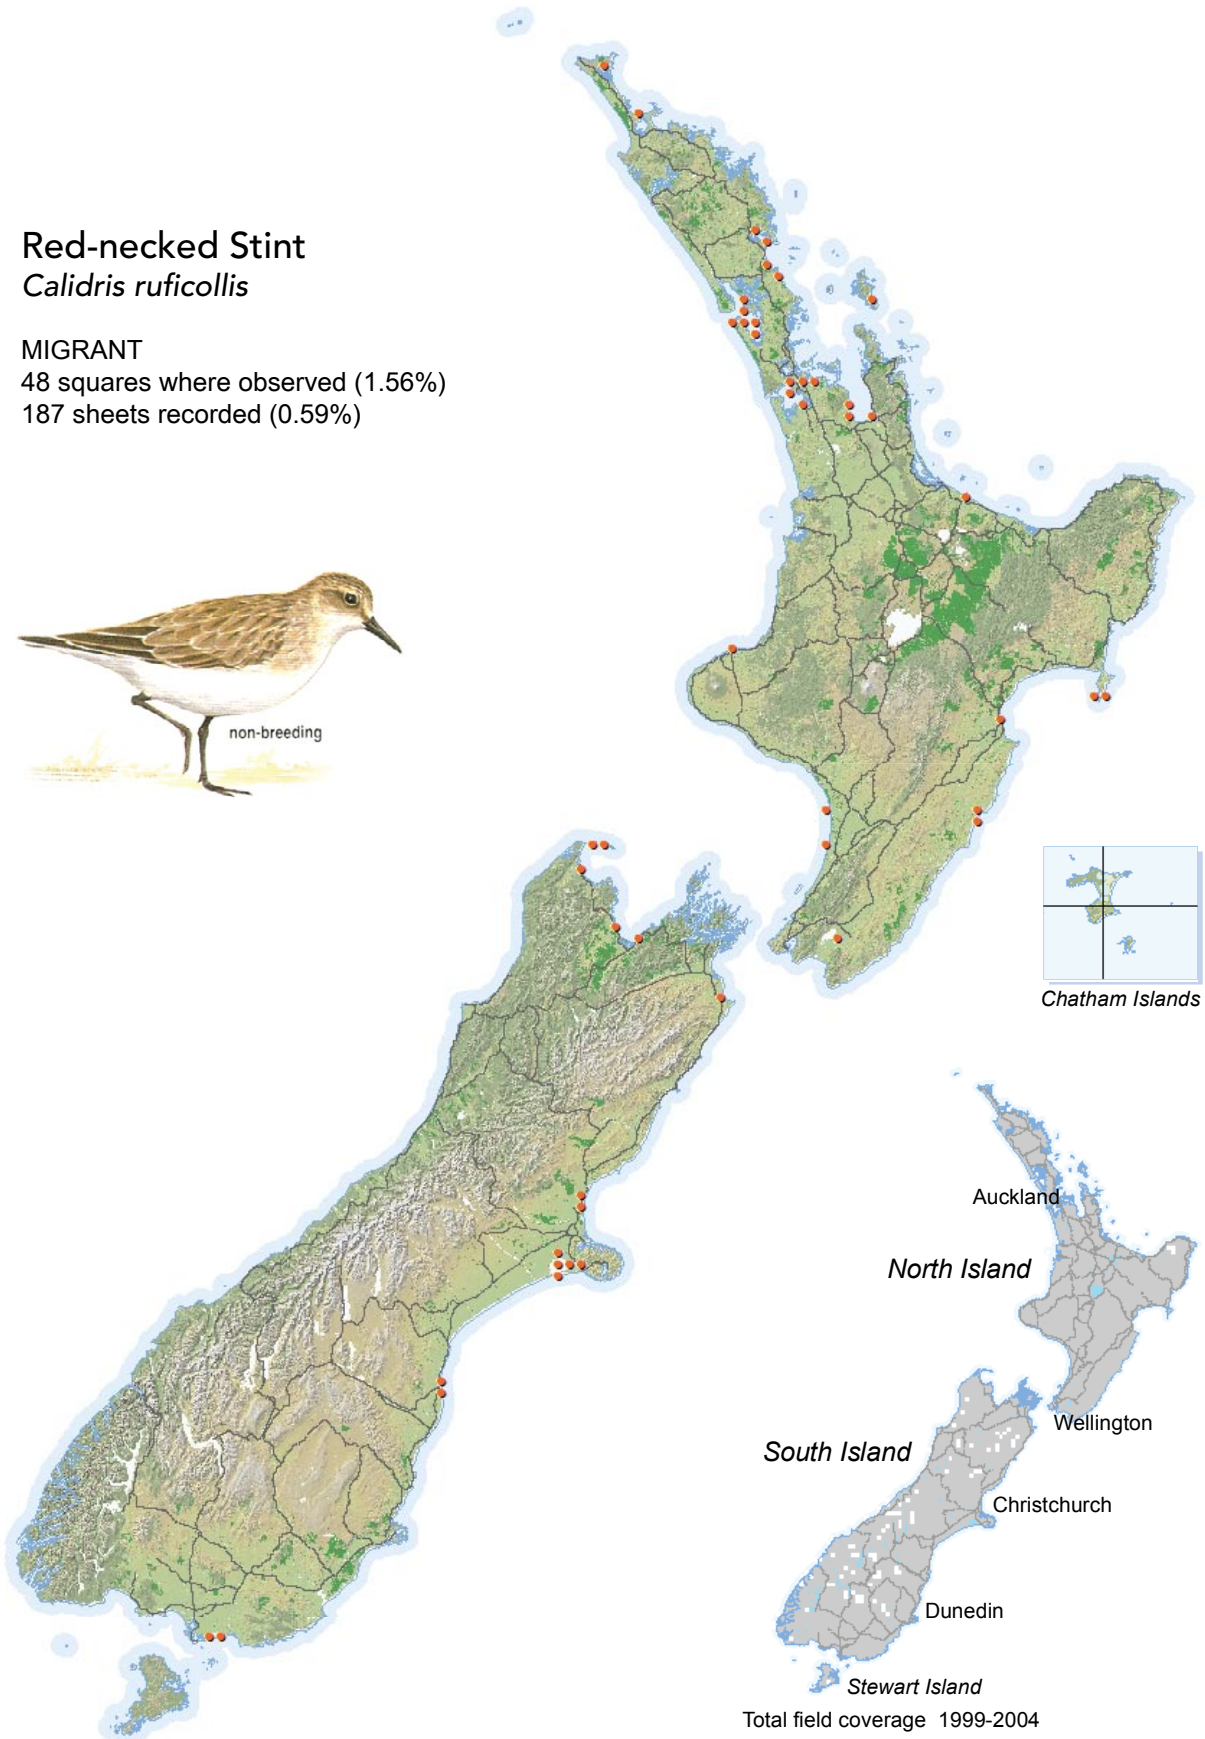 Red-necked Stint
Calidris ruficollis
MIGRANT
48 squares where observed (1.56%)
187 sheets recorded (0.59%)
non-breeding
Chatham Islands
Auckland
North Island
Wellington
South Island
Christchurch
Dunedin
Stewart Island
Total field coverage 1999-2004